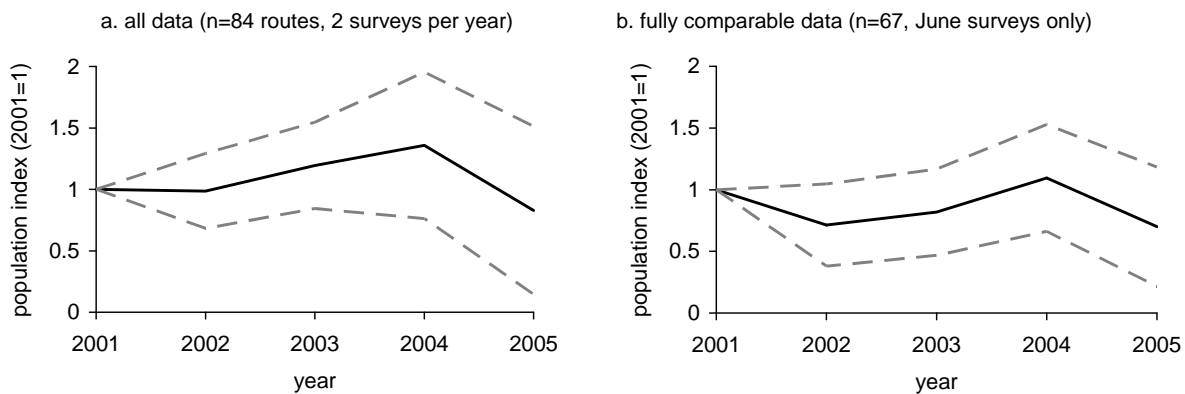 a. all data (n=84 routes, 2 surveys per year)
population index (2001=1)
2
1.5
1
0.5
0
2001 2002 2003 2004 2005
year
b. fully comparable data (n=67, June surveys only)
population index (2001=1)
2
1.5
1
0.5
0
2001 2002 2003 2004 2005
year